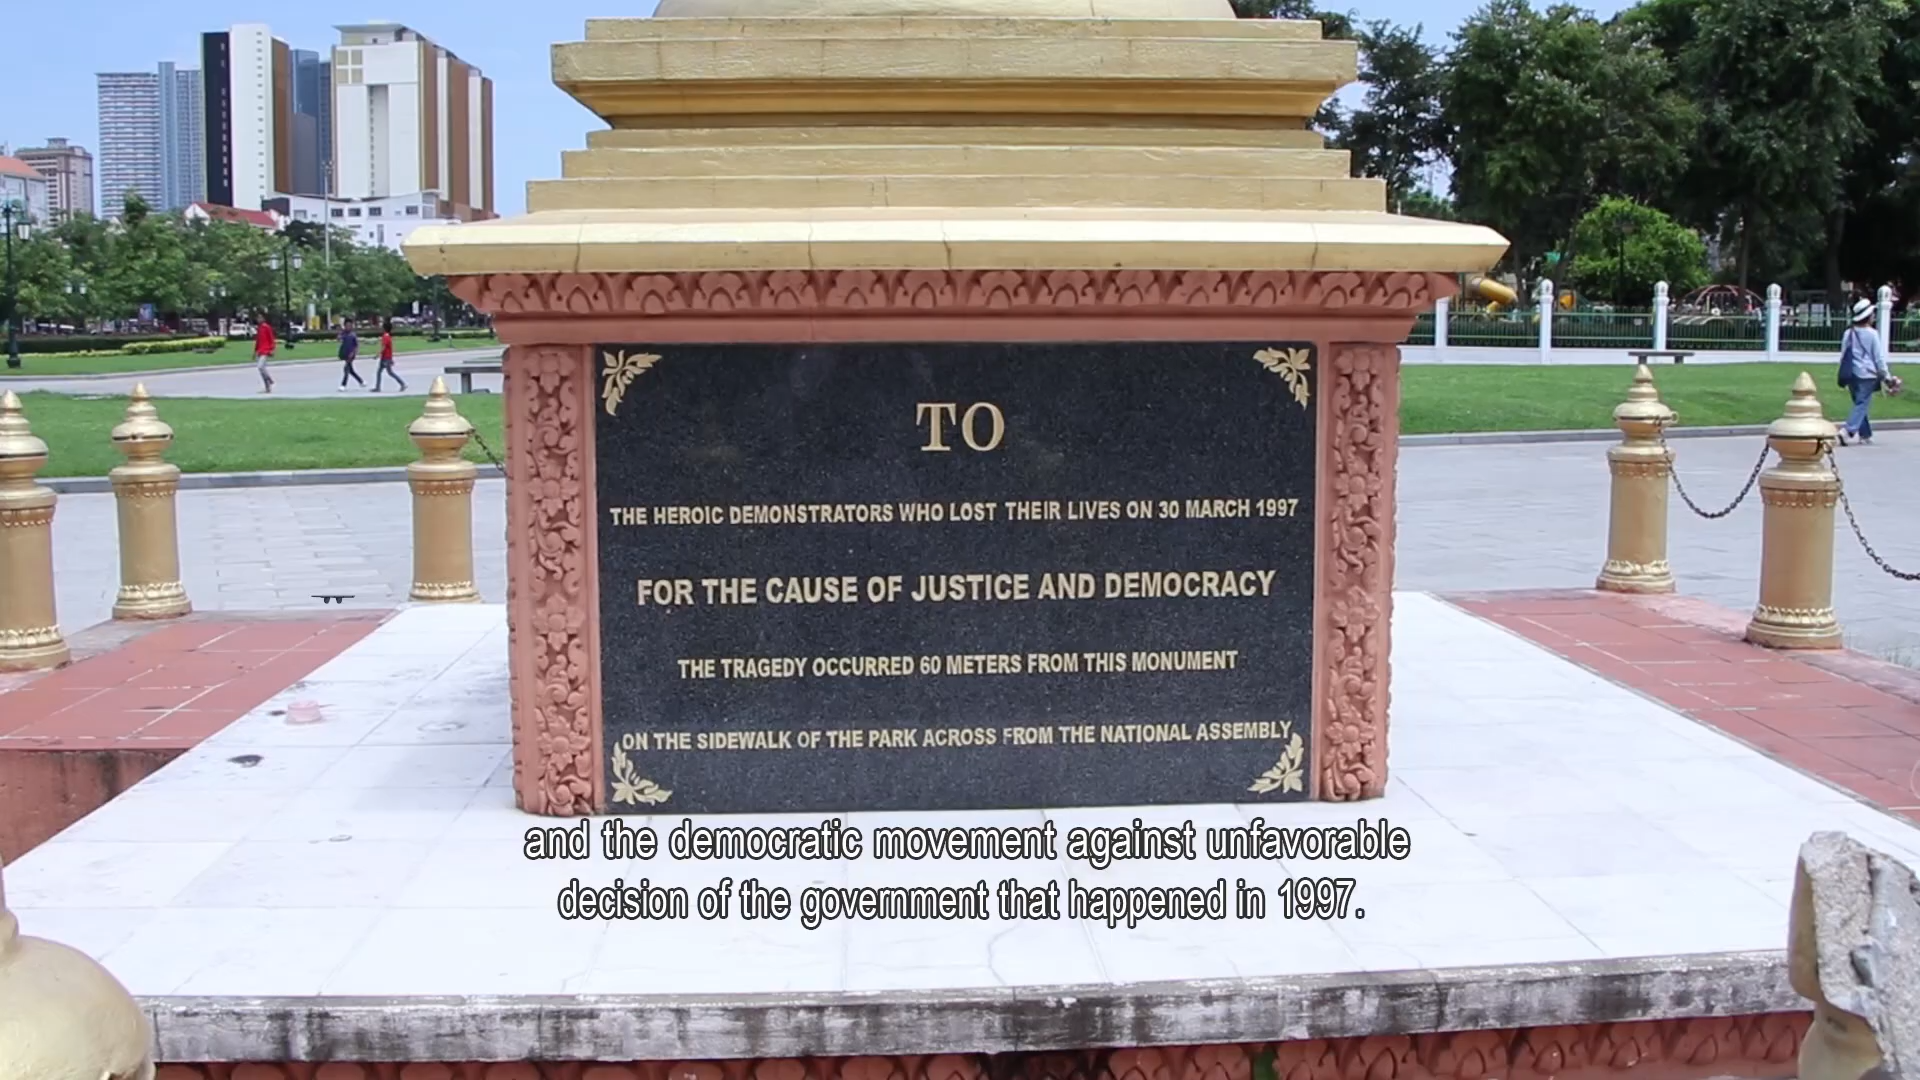 TO
THE HEROIC DEMONSTRATORS WHO LOST THEIR LIVES ON 30 MARCH 1997
FOR THE CAUSE OF JUSTICE AND DEMOCRACY
THE TRAGEDY OCCURRED 60 METERS FROM THIS MONUMENT
ON THE SIDEWALK OF THE PARK ACROSS FROM THE NATIONAL ASSEMBLY
and the democratic movement against unfavorable
decision of the government that happened in 1997.